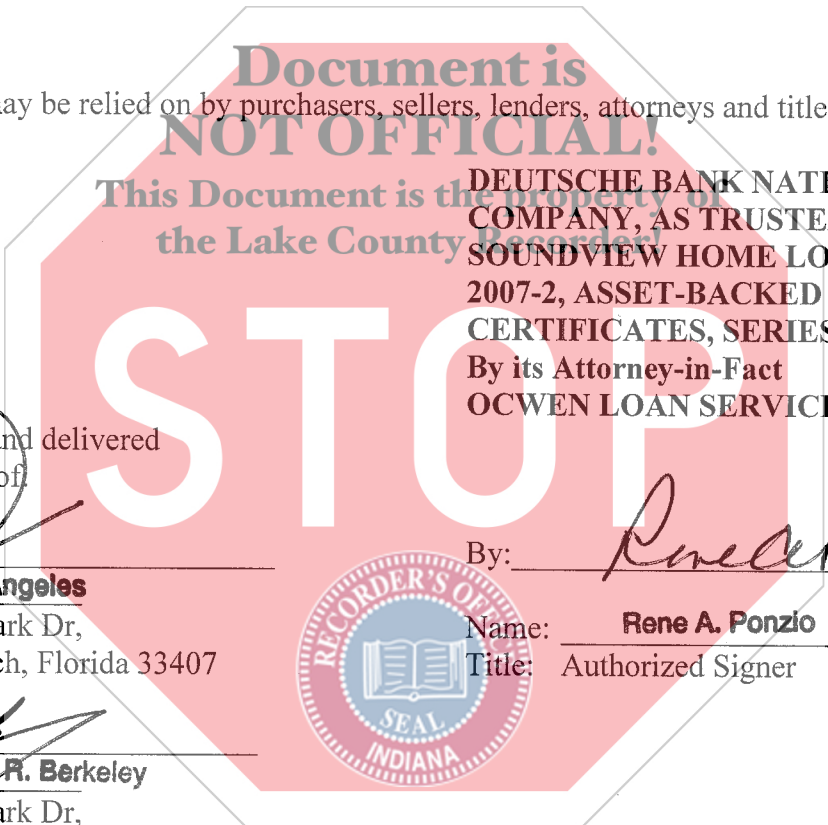 Document is
ay be relied on by purchasers, sellers, lenders, attorneys and title
NOT OFFICIAL!
This Document is the property of
the Lake County Recorder!
DEUTSCHE BANK NATI
COMPANY, AS TRUSTE
SOUNDVIEW HOME LO
2007-2, ASSET-BACKED
CERTIFICATES, SERIES
By its Attorney-in-Fact
OCWEN LOAN SERVICI
STOP
nd delivered
of:
By:
ngeles
ark Dr,
ch, Florida 33407
Name: Rene A. Ponzio
Title: Authorized Signer
RECORDER'S OFFICE
SEAL
INDIANA
R. Berkeley
ark Dr,